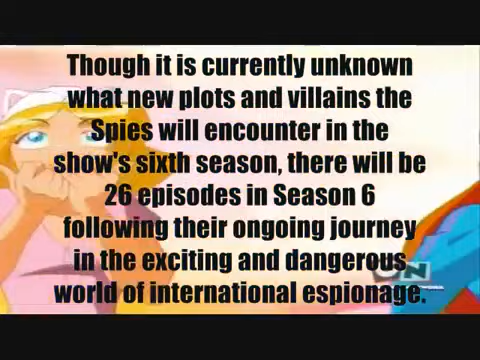 Though it is currently unknown
what new plots and villains the
Spies will encounter in the
show's sixth season, there will be
26 episodes in Season 6
following their ongoing journey
in the exciting and dangerous
world of international espionage.